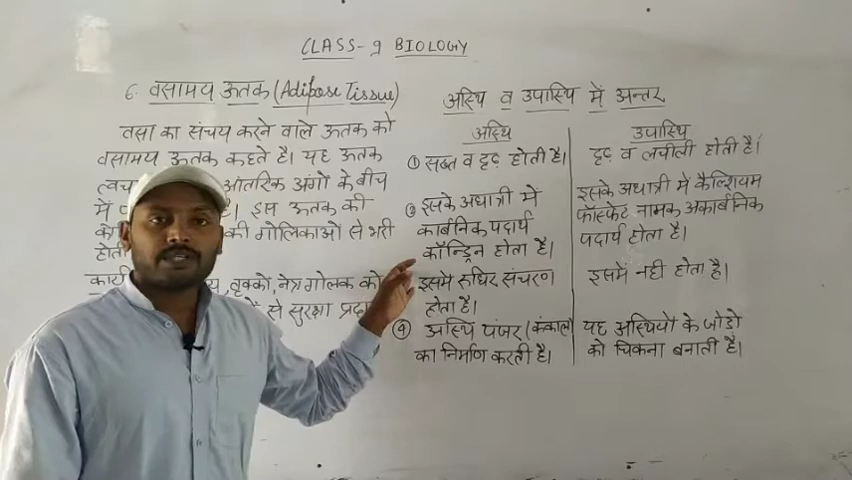 CLASS-9 BIOLOGY
6. वसामय ऊतक (Adipose Tissue)
वसा का संचय करने वाले ऊतक को
वसामय ऊतक कहते है। यह ऊतक
त्वचा आंतरिक अंगो के बीच
में है। इस ऊतक की
की गोलिकाओ से भरी
होती
कार्य वृक्कों, नेत्र गोलक को
से सुरक्षा
अस्थि व उपास्थि में अन्तर
अस्थि
① सख्त व दृढ़ होती है।
② इसके अधात्री में
कार्बनिक पदार्थ
कॉन्ड्रिन होता है।
इसमें रुधिर संचरण
होता है।
④ अस्थि पंजर (कंकाल)
का निर्माण करती है।
उपास्थि
दृढ़ व लचीली होती है।
इसके अधात्री में कैल्शियम
फॉस्फेट नामक अकार्बनिक
पदार्थ होता है।
इसमें नही होता है।
यह अस्थियों के जोड़ो
को चिकना बनाती है।